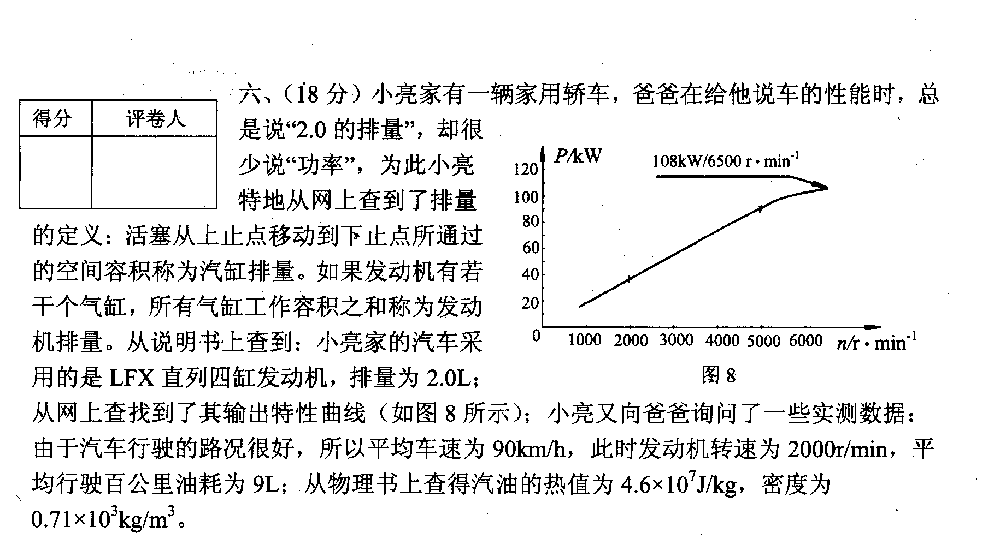 六、（18 分）小亮家有一辆家用轿车，爸爸在给他说车的性能时，总
得分 评卷人
是说“2.0 的排量”，却很
少说“功率”，为此小亮
特地从网上查到了排量
的定义：活塞从上止点移动到下止点所通过
的空间容积称为汽缸排量。如果发动机有若
干个气缸，所有气缸工作容积之和称为发动
机排量。从说明书上查到：小亮家的汽车采
用的是 LFX 直列四缸发动机，排量为 2.0L；
P/kW
108kW/6500 r·min⁻¹
120
100
80
60
40
20
0 1000 2000 3000 4000 5000 6000 n/r·min⁻¹
图 8
从网上查找到了其输出特性曲线（如图 8 所示）；小亮又向爸爸询问了一些实测数据：
由于汽车行驶的路况很好，所以平均车速为 90km/h，此时发动机转速为 2000r/min，平
均行驶百公里油耗为 9L；从物理书上查得汽油的热值为 4.6×10⁷J/kg，密度为
0.71×10³kg/m³。